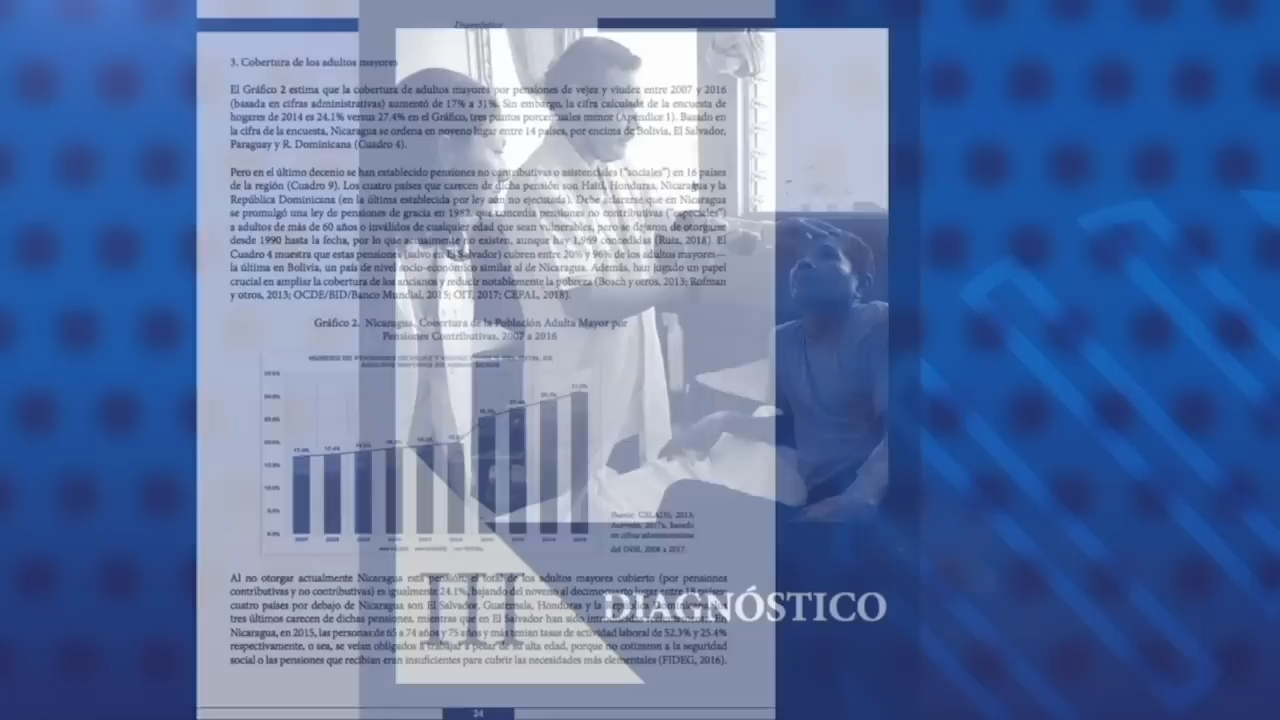 Diagnóstico
3. Cobertura de los adultos mayores
El Gráfico 2 estima que la cobertura de adultos mayores por pensiones de vejez y viudez entre 2007 y 2016
(basada en cifras administrativas) aumentó de 17% a 31%. Sin embargo, la cifra calculada de la encuesta de
hogares de 2014 es 24.1% versus 27.4% en el Gráfico, tres puntos porcentuales menor (Apéndice 1). Basado en
la cifra de la encuesta, Nicaragua se ordena en noveno lugar entre 14 países, por encima de Bolivia, El Salvador,
Paraguay y R. Dominicana (Cuadro 4).
Pero en el último decenio se han establecido pensiones no contributivas o asistenciales ("sociales") en 16 países
de la región (Cuadro 9). Los cuatro países que carecen de dicha pensión son Haití, Honduras, Nicaragua y la
República Dominicana (en la última establecida por ley aún no ejecutada). Debe aclararse que en Nicaragua
se promulgó una ley de pensiones de gracia en 1982, que concedía pensiones no contributivas ("especiales")
a adultos de más de 60 años o inválidos de cualquier edad que sean vulnerables, pero se dejaron de otorgarse
desde 1990 hasta la fecha, por lo que actualmente no existen, aunque hay 1,969 concedidas (Ruiz, 2018). El
Cuadro 4 muestra que estas pensiones (salvo en El Salvador) cubren entre 20% y 96% de los adultos mayores—
la última en Bolivia, un país de nivel socio-económico similar al de Nicaragua. Además, han jugado un papel
crucial en ampliar la cobertura de los ancianos y reducir notablemente la pobreza (Bosch y otros, 2013; Rofman
y otros, 2013; OCDE/BID/Banco Mundial, 2015; OIT, 2017; CEPAL, 2018).
Gráfico 2. Nicaragua. Cobertura de la Población Adulta Mayor por
Pensiones Contributivas. 2007 a 2016
del INSS, 2008 a 2017.
Al no otorgar actualmente Nicaragua esta pensión, el total de los adultos mayores cubierto (por pensiones
contributivas y no contributivas) es igualmente 24.1%, bajando del noveno al decimocuarto lugar entre 18 países
cuatro países por debajo de Nicaragua son El Salvador, Guatemala, Honduras y la República Dominicana, los
tres últimos carecen de dichas pensiones, mientras que en El Salvador han sido introducidas recientemente. En
Nicaragua, en 2015, las personas de 65 a 74 años y 75 años y más tenían tasas de actividad laboral de 52.3% y 25.4%
respectivamente, o sea, se veían obligados a trabajar a pesar de su alta edad, porque no cotizaron a la seguridad
social o las pensiones que recibían eran insuficientes para cubrir las necesidades más elementales (FIDEG, 2016).
III
DIAGNÓSTICO
24